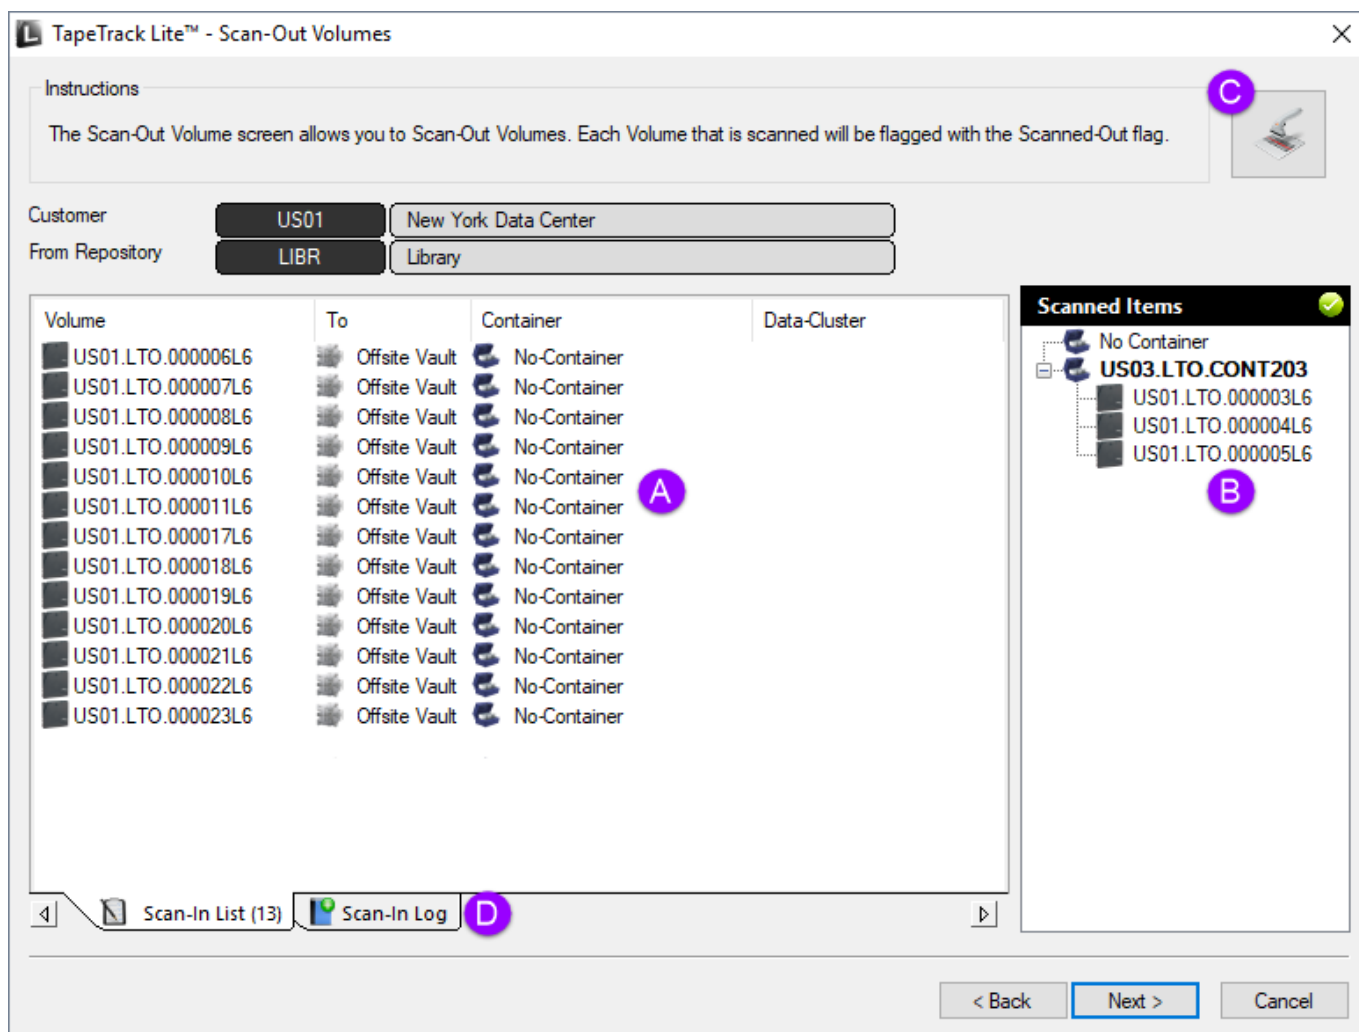 TapeTrack Lite™ - Scan-Out Volumes
Instructions
C
The Scan-Out Volume screen allows you to Scan-Out Volumes. Each Volume that is scanned will be flagged with the Scanned-Out flag.
Customer US01 New York Data Center
From Repository LIBR Library
Volume To Container Data-Cluster
US01.LTO.000006L6 Offsite Vault No-Container
US01.LTO.000007L6 Offsite Vault No-Container
US01.LTO.000008L6 Offsite Vault No-Container
US01.LTO.000009L6 Offsite Vault No-Container
US01.LTO.000010L6 Offsite Vault No-Container
A
US01.LTO.000011L6 Offsite Vault No-Container
US01.LTO.000017L6 Offsite Vault No-Container
US01.LTO.000018L6 Offsite Vault No-Container
US01.LTO.000019L6 Offsite Vault No-Container
US01.LTO.000020L6 Offsite Vault No-Container
US01.LTO.000021L6 Offsite Vault No-Container
US01.LTO.000022L6 Offsite Vault No-Container
US01.LTO.000023L6 Offsite Vault No-Container
Scanned Items
No Container
US03.LTO.CONT203
US01.LTO.000003L6
US01.LTO.000004L6
US01.LTO.000005L6
B
Scan-In List (13) Scan-In Log D
< Back Next > Cancel